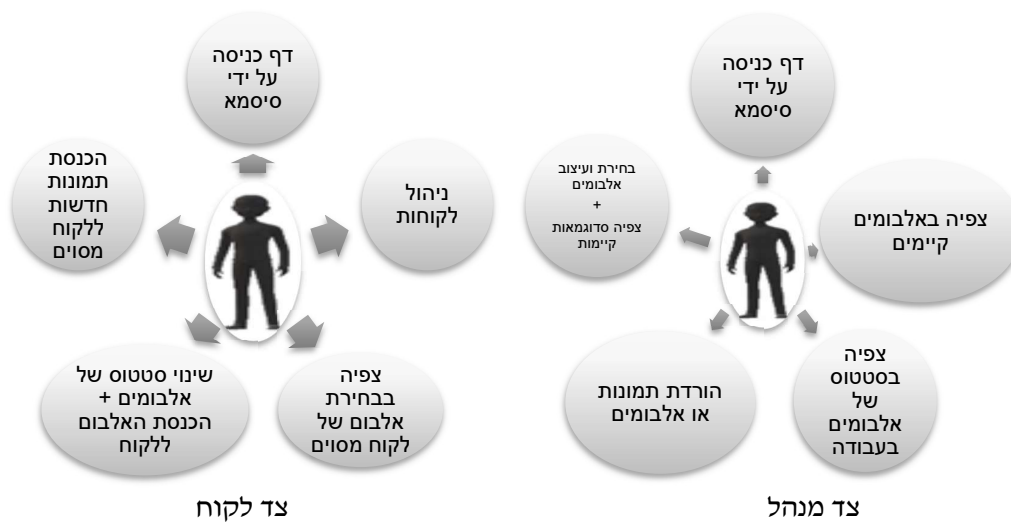 דף כניסה
על ידי
סיסמא
צפיה באלבומים
קיימים
צפיה
בסטטוס
של
אלבומים
בעבודה
הורדת תמונות
או אלבומים
בחירת ועיצוב
אלבומים
+
צפיה סדוגמאות
קיימות
צד מנהל
דף כניסה
על ידי
סיסמא
ניהול
לקוחות
צפיה
בבחירת
אלבום של
לקוח מסוים
שינוי סטטוס של
אלבומים +
הכנסת האלבום
ללקוח
הכנסת
תמונות
חדשות
ללקוח
מסוים
צד לקוח